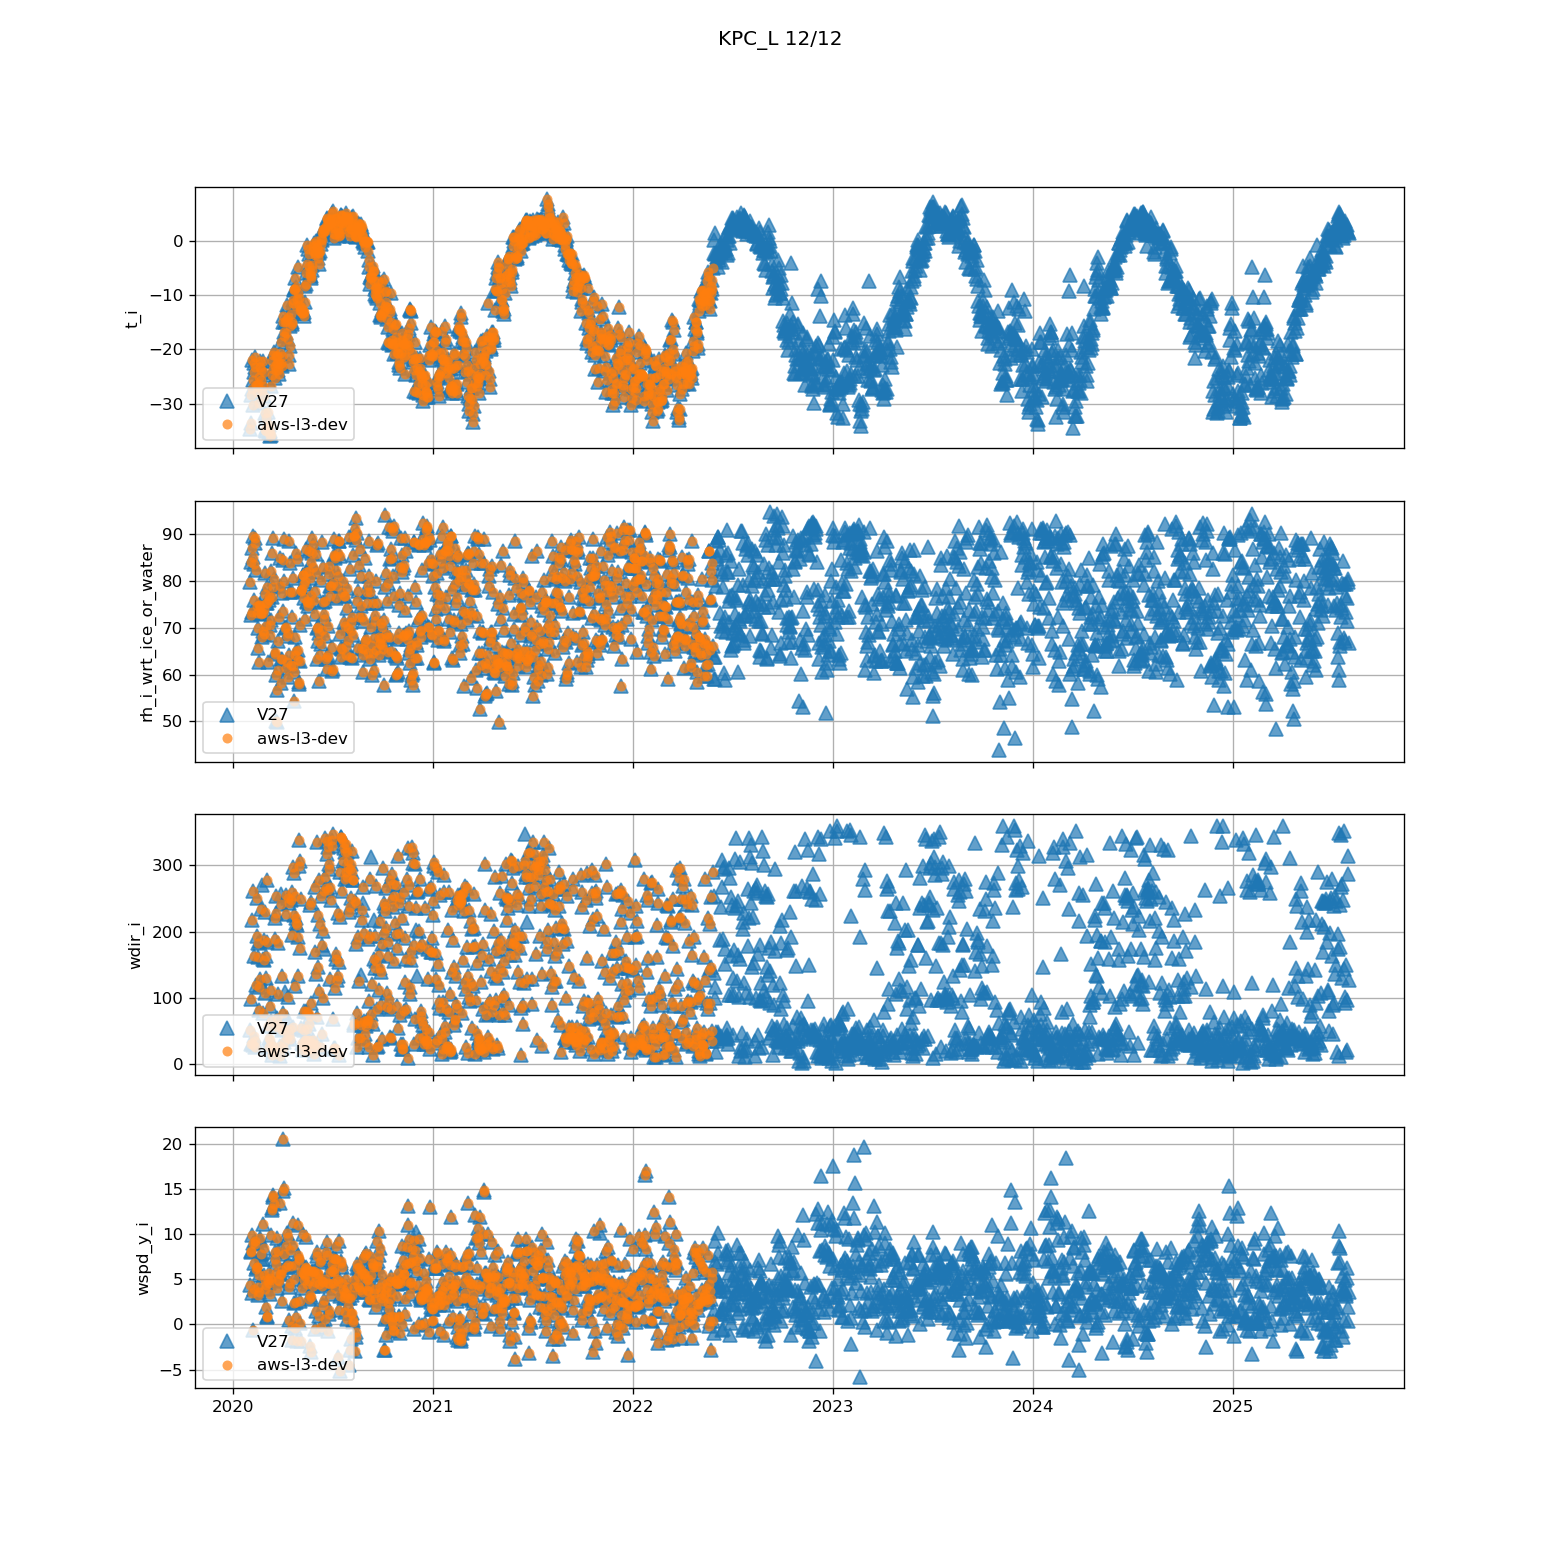 KPC_L 12/12
t_i
0
−10
−20
−30
V27
aws-l3-dev
rh_i_wrt_ice_or_water
90
80
70
60
50
V27
aws-l3-dev
wdir_i
300
200
100
0
V27
aws-l3-dev
wspd_y_i
20
15
10
5
0
−5
V27
aws-l3-dev
2020 2021 2022 2023 2024 2025